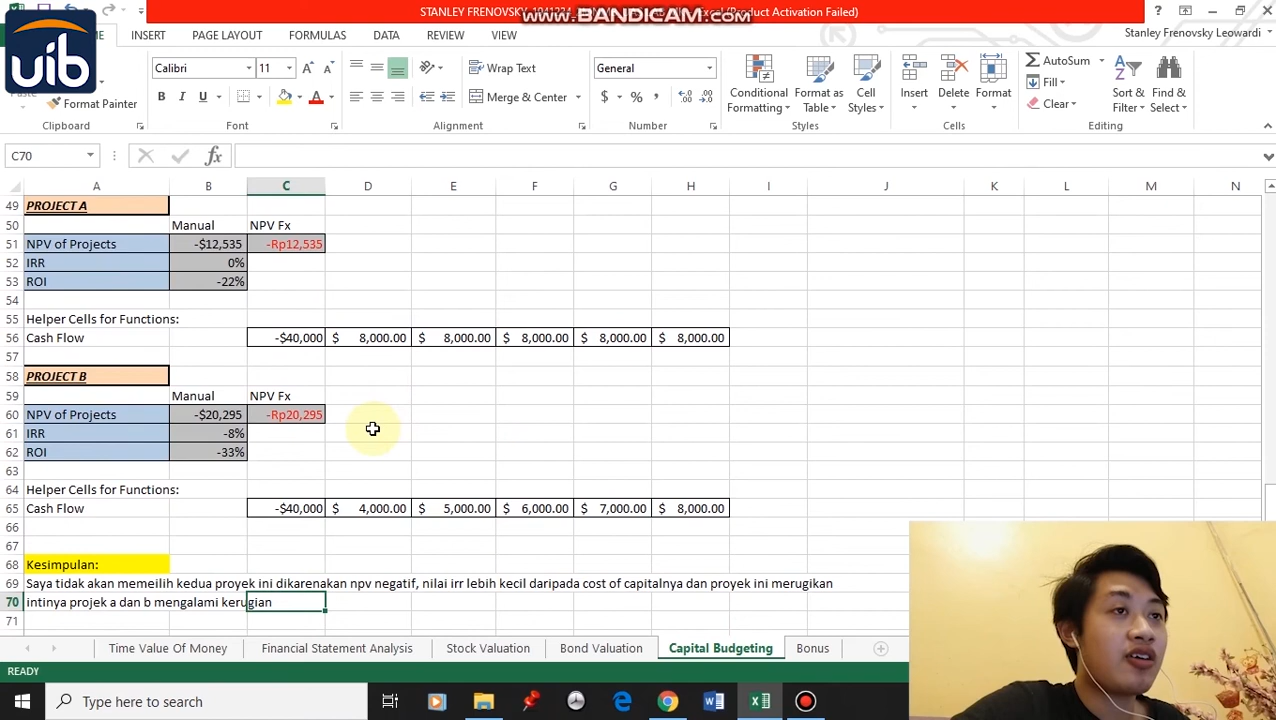 STANLEY FRENOVSKY
Excel (Product Activation Failed)
www.BANDICAM.com
uib
INSERT PAGE LAYOUT FORMULAS DATA REVIEW VIEW
Stanley Frenovsky Leowardi
Calibri 11
Wrap Text
General
AutoSum
Fill
Clear
Format Painter
B I U
Merge & Center
$ % ,
Conditional Formatting
Format as Table
Cell Styles
Insert Delete Format
Sort & Filter
Find & Select
Clipboard Font Alignment Number Styles Cells Editing
C70
fx
A B C D E F G H I J K L M N
49 PROJECT A
50 Manual NPV Fx
51 NPV of Projects -$12,535 -Rp12,535
52 IRR 0%
53 ROI -22%
54
55 Helper Cells for Functions:
56 Cash Flow -$40,000 $ 8,000.00 $ 8,000.00 $ 8,000.00 $ 8,000.00 $ 8,000.00
57
58 PROJECT B
59 Manual NPV Fx
60 NPV of Projects -$20,295 -Rp20,295
61 IRR -8%
62 ROI -33%
63
64 Helper Cells for Functions:
65 Cash Flow -$40,000 $ 4,000.00 $ 5,000.00 $ 6,000.00 $ 7,000.00 $ 8,000.00
66
67
68 Kesimpulan:
69 Saya tidak akan memeilih kedua proyek ini dikarenakan npv negatif, nilai irr lebih kecil daripada cost of capitalnya dan proyek ini merugikan
70 intinya projek a dan b mengalami kerugian
71
Time Value Of Money Financial Statement Analysis Stock Valuation Bond Valuation Capital Budgeting Bonus
READY
Type here to search